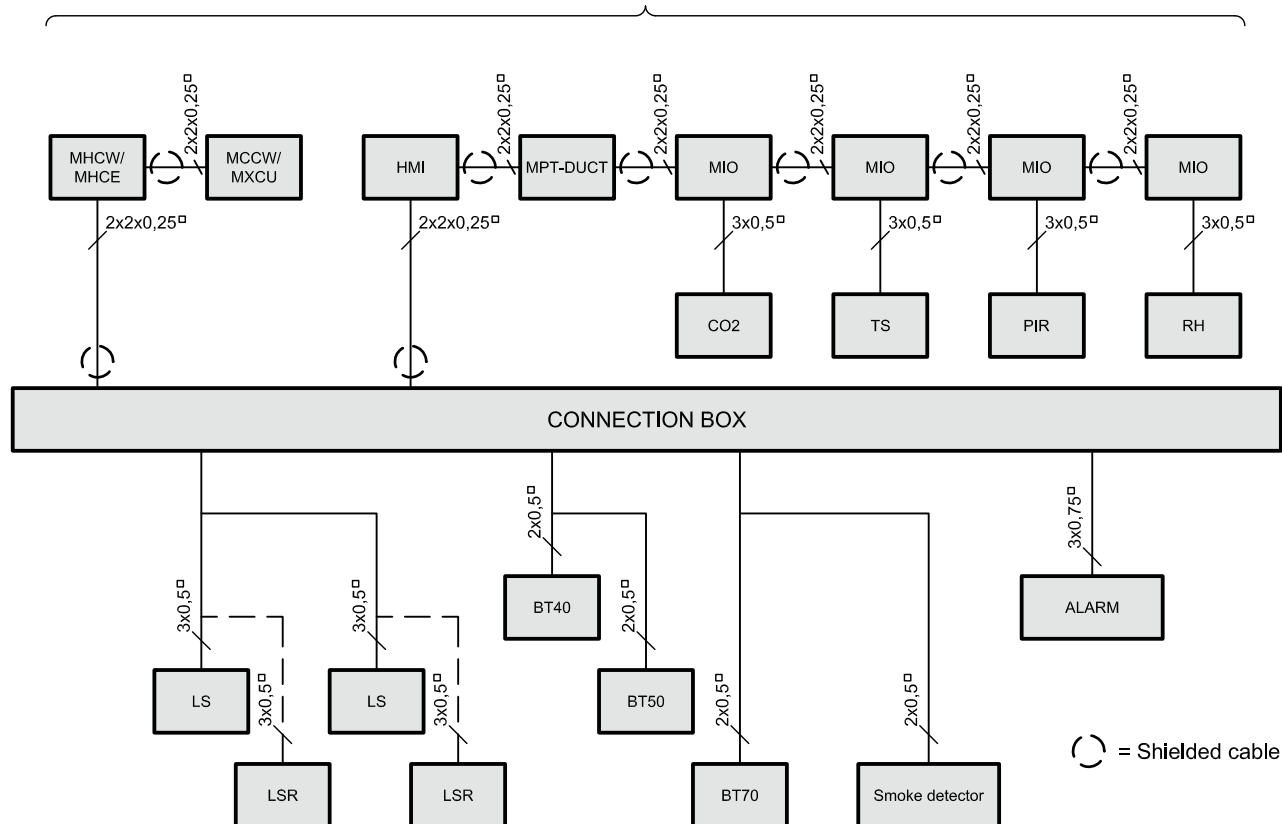 2x2x0,25□
2x2x0,25□
2x2x0,25□
2x2x0,25□
2x2x0,25□
2x2x0,25□
MHCW/
MHCE
MCCW/
MXCU
HMI
MPT-DUCT
MIO
MIO
MIO
MIO
2x2x0,25□
2x2x0,25□
3x0,5□
3x0,5□
3x0,5□
3x0,5□
CO2
TS
PIR
RH
CONNECTION BOX
2x0,5□
3x0,75□
3x0,5□
3x0,5□
2x0,5□
BT40
ALARM
3x0,5□
3x0,5□
2x0,5□
2x0,5□
LS
LS
BT50
= Shielded cable
LSR
LSR
BT70
Smoke detector